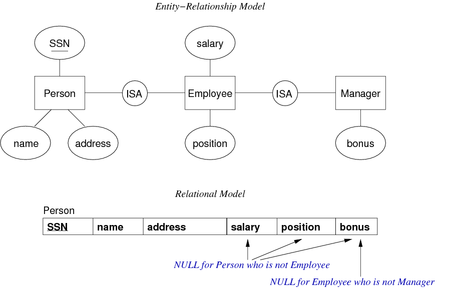 Entity−Relationship Model
SSN
salary
Person
ISA
Employee
ISA
Manager
name
address
position
bonus
Relational Model
Person
SSN name address salary position bonus
NULL for Person who is not Employee
NULL for Employee who is not Manager